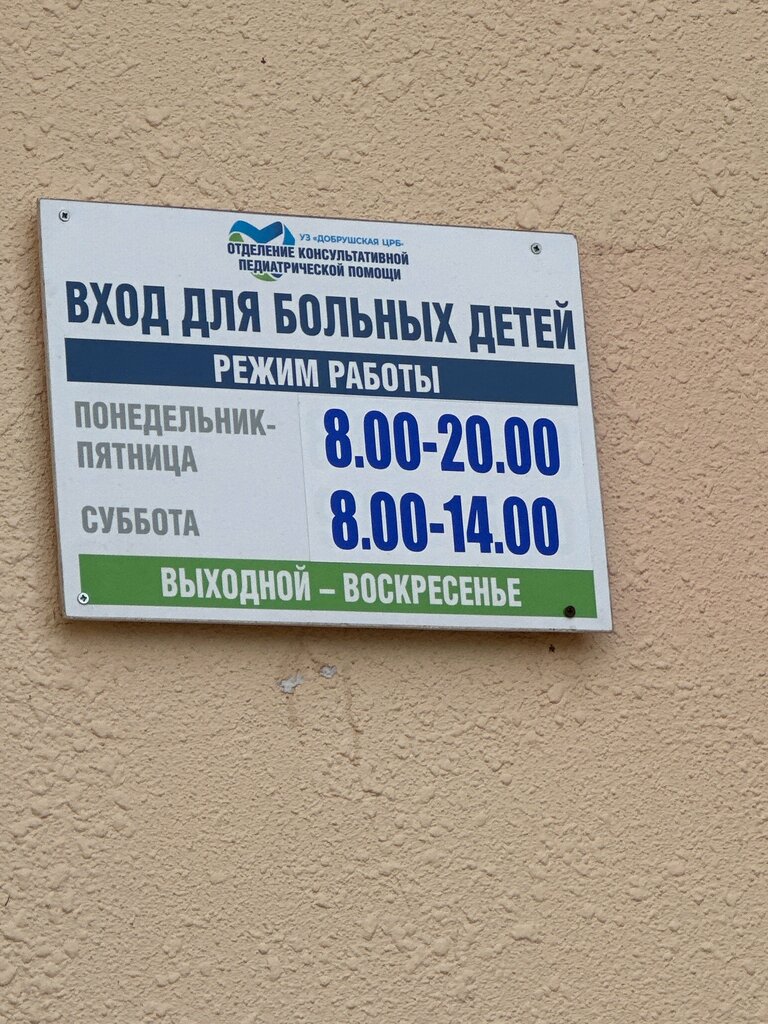 УЗ «ДОБРУШСКАЯ ЦРБ»
ОТДЕЛЕНИЕ КОНСУЛЬТАТИВНОЙ
ПЕДИАТРИЧЕСКОЙ ПОМОЩИ
ВХОД ДЛЯ БОЛЬНЫХ ДЕТЕЙ
РЕЖИМ РАБОТЫ
ПОНЕДЕЛЬНИК-
ПЯТНИЦА 8.00-20.00
СУББОТА 8.00-14.00
ВЫХОДНОЙ – ВОСКРЕСЕНЬЕ